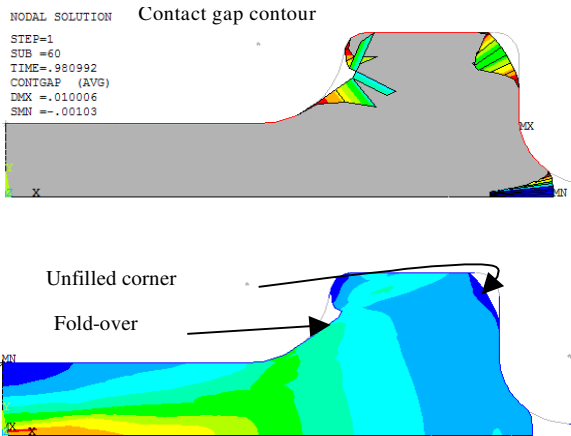 NODAL SOLUTION
Contact gap contour
STEP=1
SUB =60
TIME=.980992
CONTGAP (AVG)
DMX =.010006
SMN =-.00103
MX
Y
Z X
MN
Unfilled corner
Fold-over
MN
Y
MX X